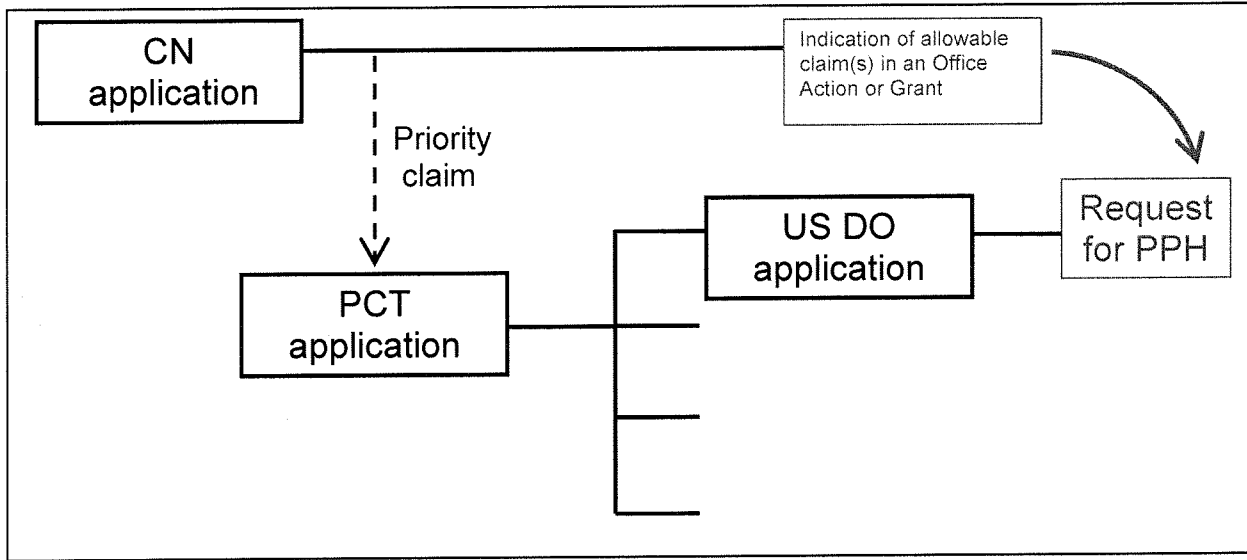 CN
application
Indication of allowable
claim(s) in an Office
Action or Grant
Priority
claim
US DO
application
Request
for PPH
PCT
application